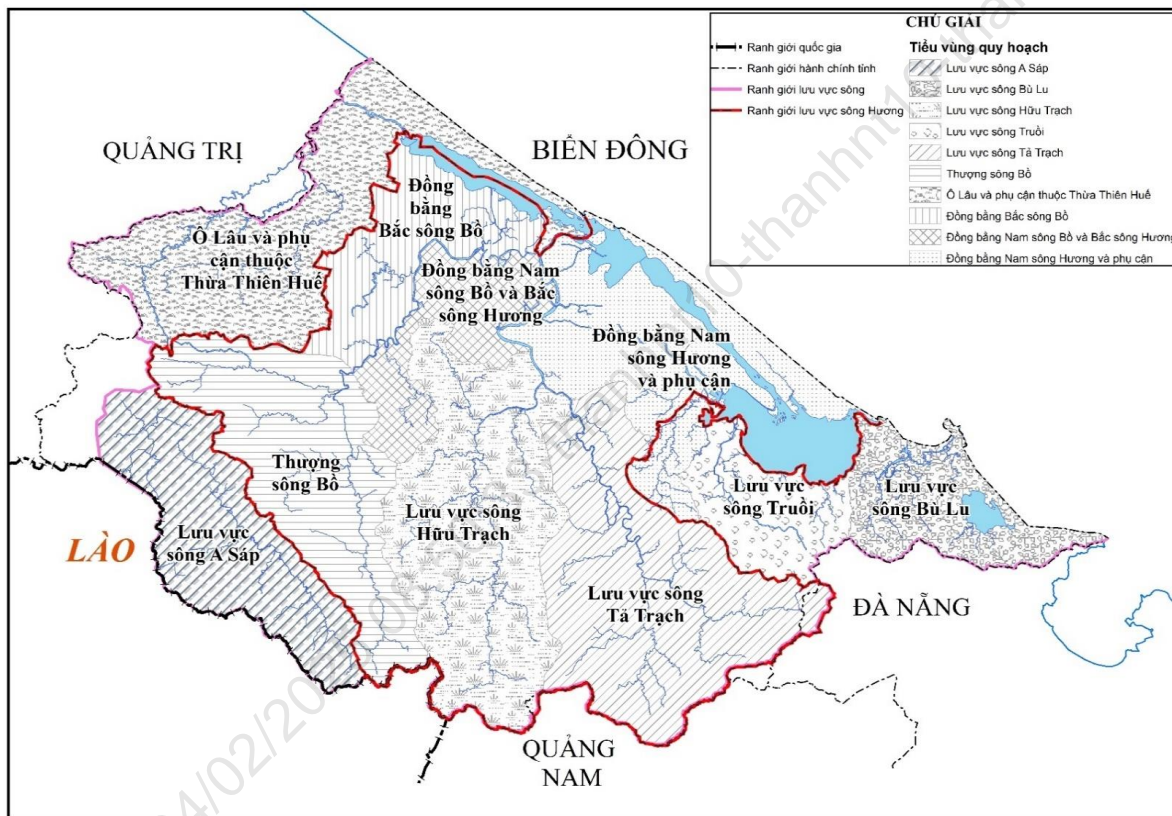 CHÚ GIẢI
Ranh giới quốc gia
Ranh giới hành chính tỉnh
Ranh giới lưu vực sông
Ranh giới lưu vực sông Hương
Tiểu vùng quy hoạch
Lưu vực sông A Sáp
Lưu vực sông Bù Lu
Lưu vực sông Hữu Trạch
Lưu vực sông Truồi
Lưu vực sông Tả Trạch
Thượng sông Bồ
Ô Lâu và phụ cận thuộc Thừa Thiên Huế
Đồng bằng Bắc sông Bồ
Đồng bằng Nam sông Bồ và Bắc sông Hương
Đồng bằng Nam sông Hương và phụ cận
QUẢNG TRỊ
BIỂN ĐÔNG
Đồng
bằng
Bắc sông Bồ
Ô Lâu và phụ
cận thuộc
Thừa Thiên Huế
Đồng bằng Nam
sông Bồ và Bắc
sông Hương
Đồng bằng Nam
sông Hương
và phụ cận
Thượng
sông Bồ
Lưu vực sông
Hữu Trạch
Lưu vực
sông Truồi
Lưu vực
sông Bù Lu
LÀO
Lưu vực
sông A Sáp
Lưu vực sông
Tả Trạch
ĐÀ NẴNG
QUẢNG
NAM